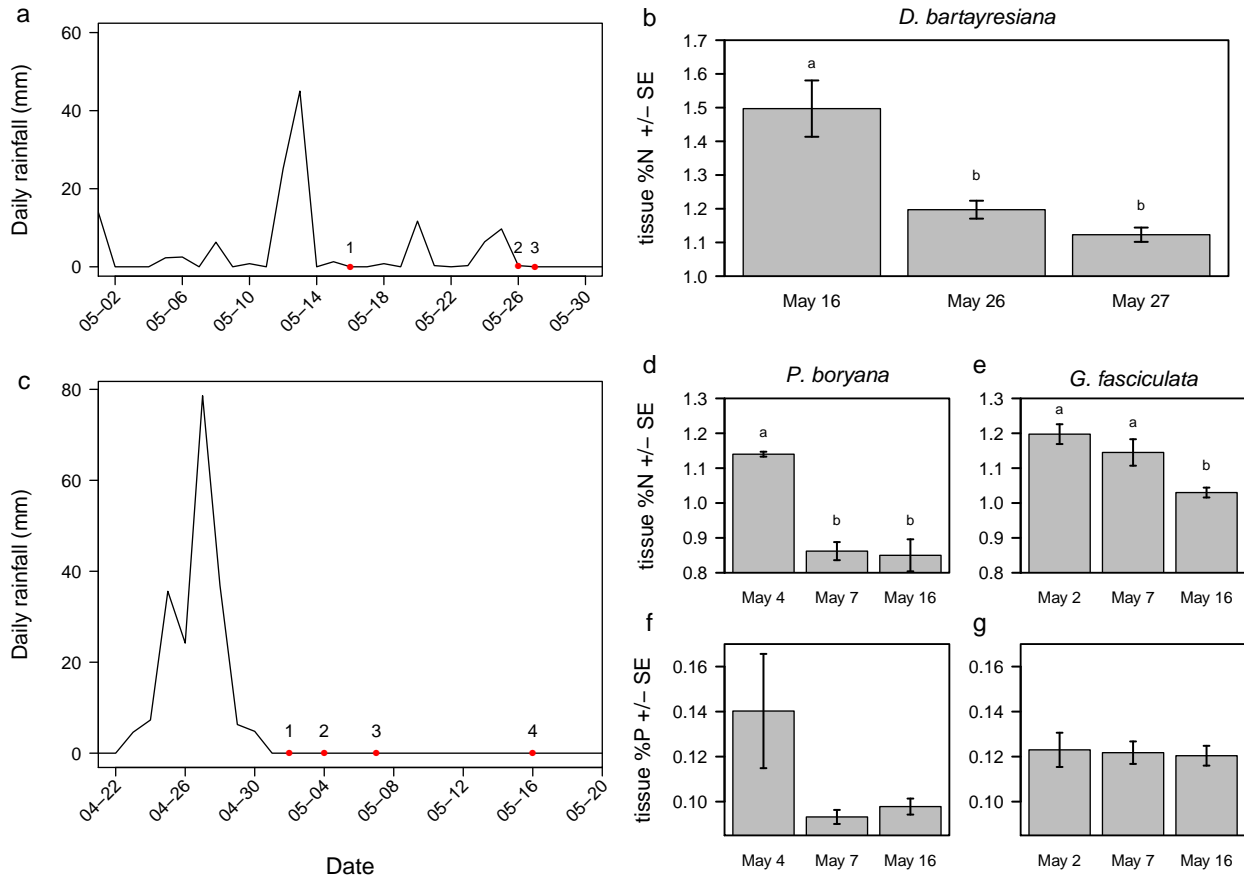 a
60
40
20
0
Daily rainfall (mm)
1
2
3
05−02
05−06
05−10
05−14
05−18
05−22
05−26
05−30
b
D. bartayresiana
1.7
1.6
1.5
1.4
1.3
1.2
1.1
1.0
tissue %N +/− SE
a
b
b
May 16
May 26
May 27
c
80
60
40
20
0
Daily rainfall (mm)
1
2
3
4
04−22
04−26
04−30
05−04
05−08
05−12
05−16
05−20
Date
d
P. boryana
1.3
1.2
1.1
1.0
0.9
0.8
tissue %N +/− SE
a
b
b
May 4
May 7
May 16
e
G. fasciculata
1.3
1.2
1.1
1.0
0.9
0.8
a
a
b
May 2
May 7
May 16
f
0.16
0.14
0.12
0.10
tissue %P +/− SE
May 4
May 7
May 16
g
0.16
0.14
0.12
0.10
May 2
May 7
May 16